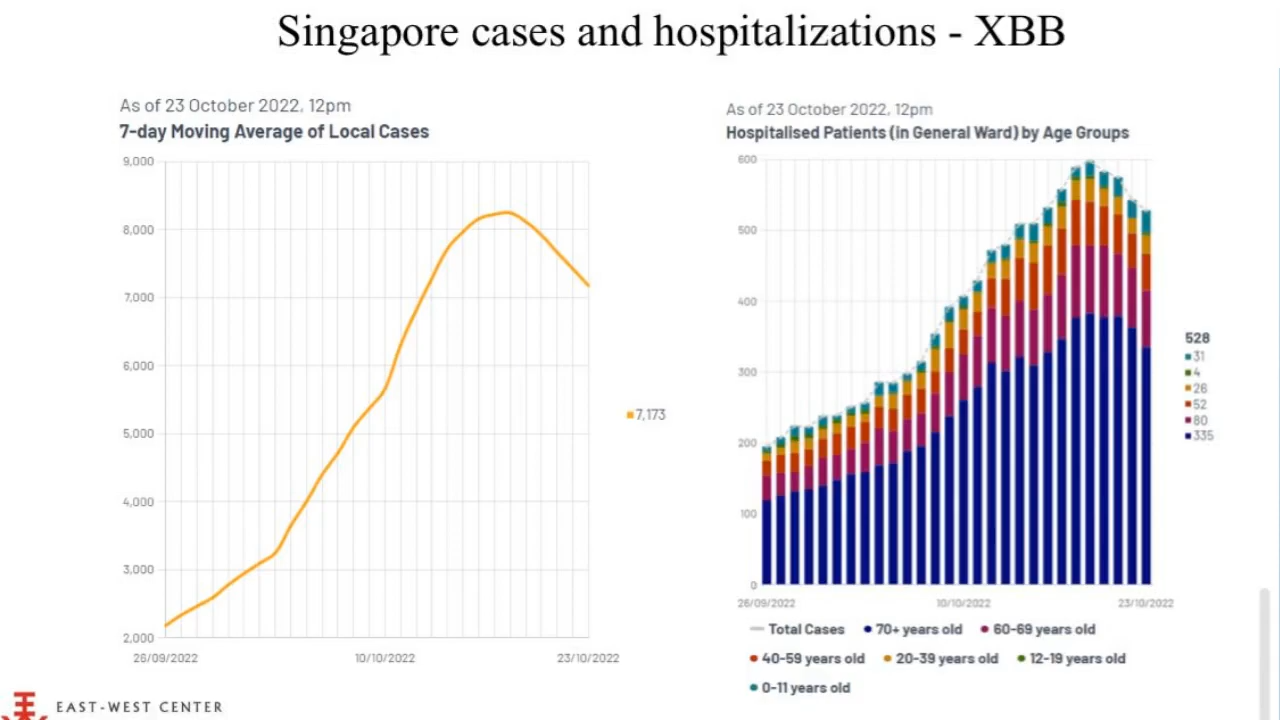 Singapore cases and hospitalizations - XBB
As of 23 October 2022, 12pm
7-day Moving Average of Local Cases
9,000
8,000
7,000
6,000
5,000
4,000
3,000
2,000
26/09/2022
10/10/2022
23/10/2022
7,173
As of 23 October 2022, 12pm
Hospitalised Patients (in General Ward) by Age Groups
600
500
400
300
200
100
0
26/09/2022
10/10/2022
23/10/2022
528
31
4
26
52
80
335
Total Cases
70+ years old
60-69 years old
40-59 years old
20-39 years old
12-19 years old
0-11 years old
EAST-WEST CENTER